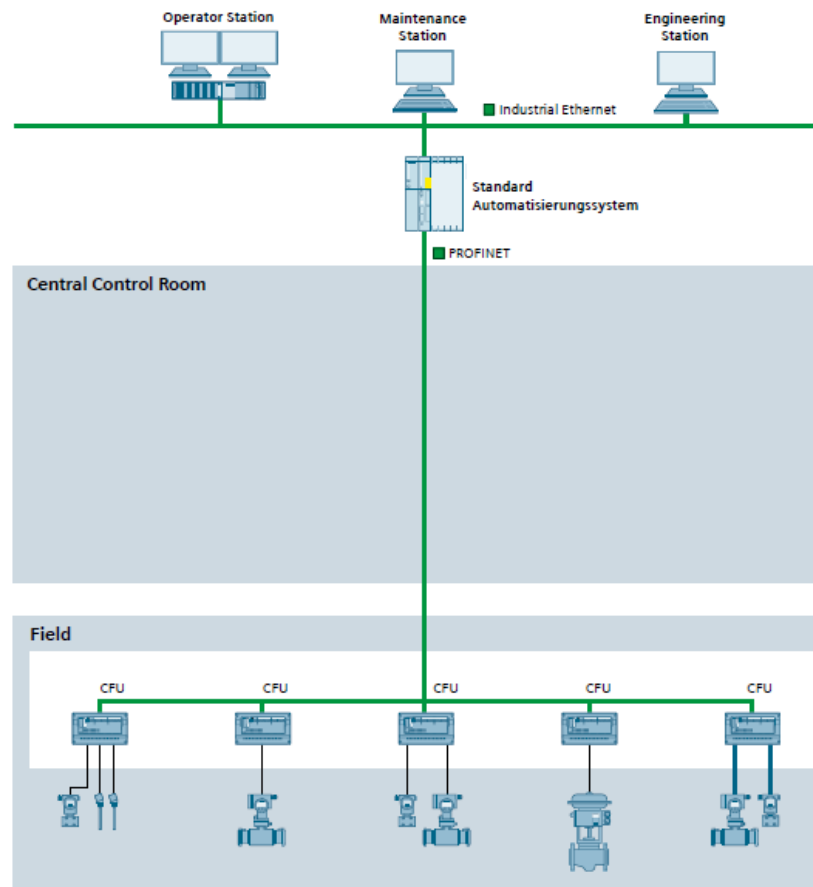 Operator Station
Maintenance
Station
Engineering
Station
Industrial Ethernet
Standard
Automatisierungssystem
PROFINET
Central Control Room
Field
CFU
CFU
CFU
CFU
CFU